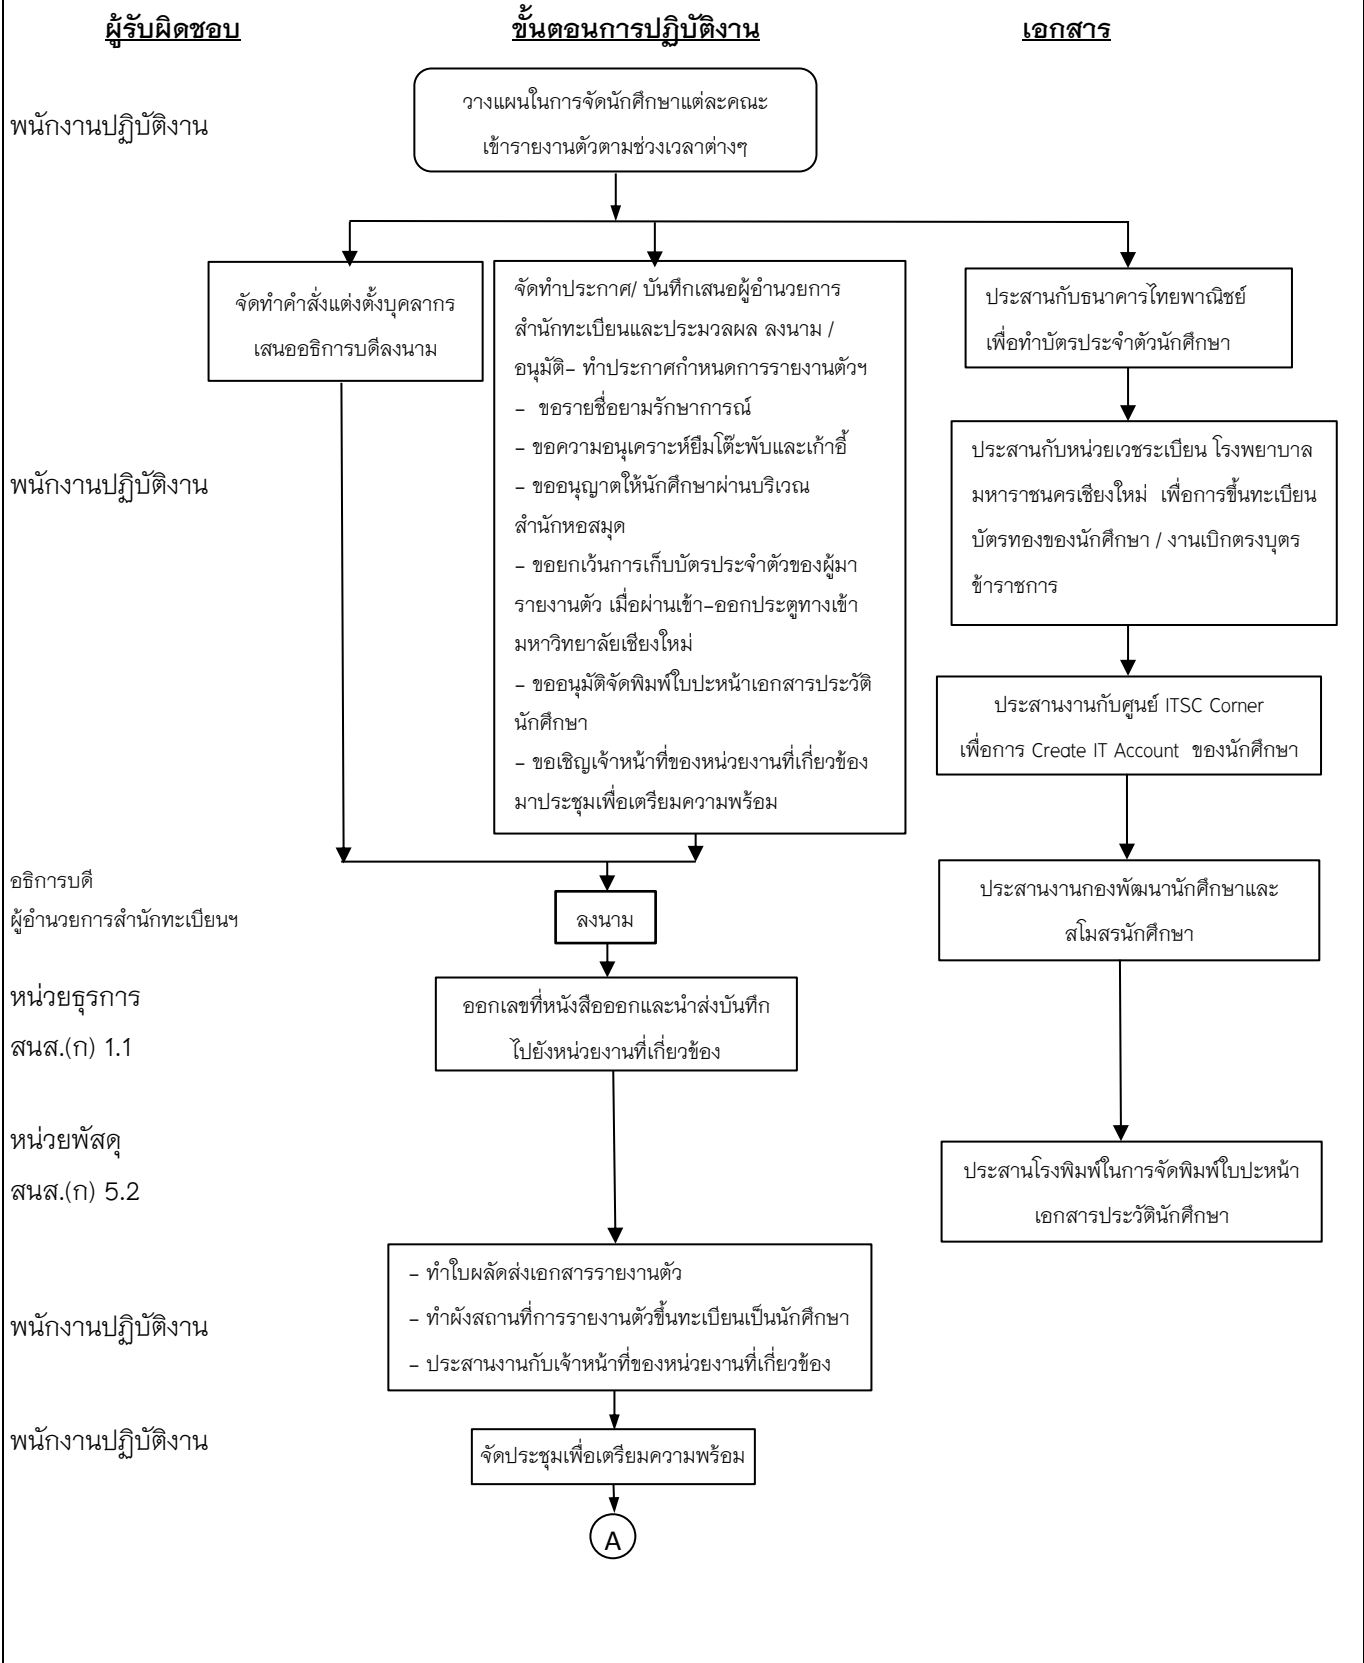 ผู้รับผิดชอบ
ขั้นตอนการปฏิบัติงาน
เอกสาร
พนักงานปฏิบัติงาน
วางแผนในการจัดนักศึกษาแต่ละคณะ
เข้ารายงานตัวตามช่วงเวลาต่างๆ
จัดทำคำสั่งแต่งตั้งบุคลากร
เสนออธิการบดีลงนาม
จัดทำประกาศ/ บันทึกเสนอผู้อำนวยการ
สำนักทะเบียนและประมวลผล ลงนาม /
อนุมัติ- ทำประกาศกำหนดการรายงานตัวฯ
- ขอรายชื่อยามรักษาการณ์
- ขอความอนุเคราะห์ยืมโต๊ะพับและเก้าอี้
- ขออนุญาตให้นักศึกษาผ่านบริเวณ
สำนักหอสมุด
- ขอยกเว้นการเก็บบัตรประจำตัวของผู้มา
รายงานตัว เมื่อผ่านเข้า-ออกประตูทางเข้า
มหาวิทยาลัยเชียงใหม่
- ขออนุมัติจัดพิมพ์ใบปะหน้าเอกสารประวัติ
นักศึกษา
- ขอเชิญเจ้าหน้าที่ของหน่วยงานที่เกี่ยวข้อง
มาประชุมเพื่อเตรียมความพร้อม
ประสานกับธนาคารไทยพาณิชย์
เพื่อทำบัตรประจำตัวนักศึกษา
พนักงานปฏิบัติงาน
ประสานกับหน่วยเวชระเบียน โรงพยาบาล
มหาราชนครเชียงใหม่ เพื่อการขึ้นทะเบียน
บัตรทองของนักศึกษา / งานเบิกตรงบุตร
ข้าราชการ
ประสานงานกับศูนย์ ITSC Corner
เพื่อการ Create IT Account ของนักศึกษา
อธิการบดี
ผู้อำนวยการสำนักทะเบียนฯ
ลงนาม
ประสานงานกองพัฒนานักศึกษาและ
สโมสรนักศึกษา
หน่วยธุรการ
สนส.(ก) 1.1
ออกเลขที่หนังสือออกและนำส่งบันทึก
ไปยังหน่วยงานที่เกี่ยวข้อง
หน่วยพัสดุ
สนส.(ก) 5.2
ประสานโรงพิมพ์ในการจัดพิมพ์ใบปะหน้า
เอกสารประวัตินักศึกษา
พนักงานปฏิบัติงาน
- ทำใบผลัดส่งเอกสารรายงานตัว
- ทำผังสถานที่การรายงานตัวขึ้นทะเบียนเป็นนักศึกษา
- ประสานงานกับเจ้าหน้าที่ของหน่วยงานที่เกี่ยวข้อง
พนักงานปฏิบัติงาน
จัดประชุมเพื่อเตรียมความพร้อม
A